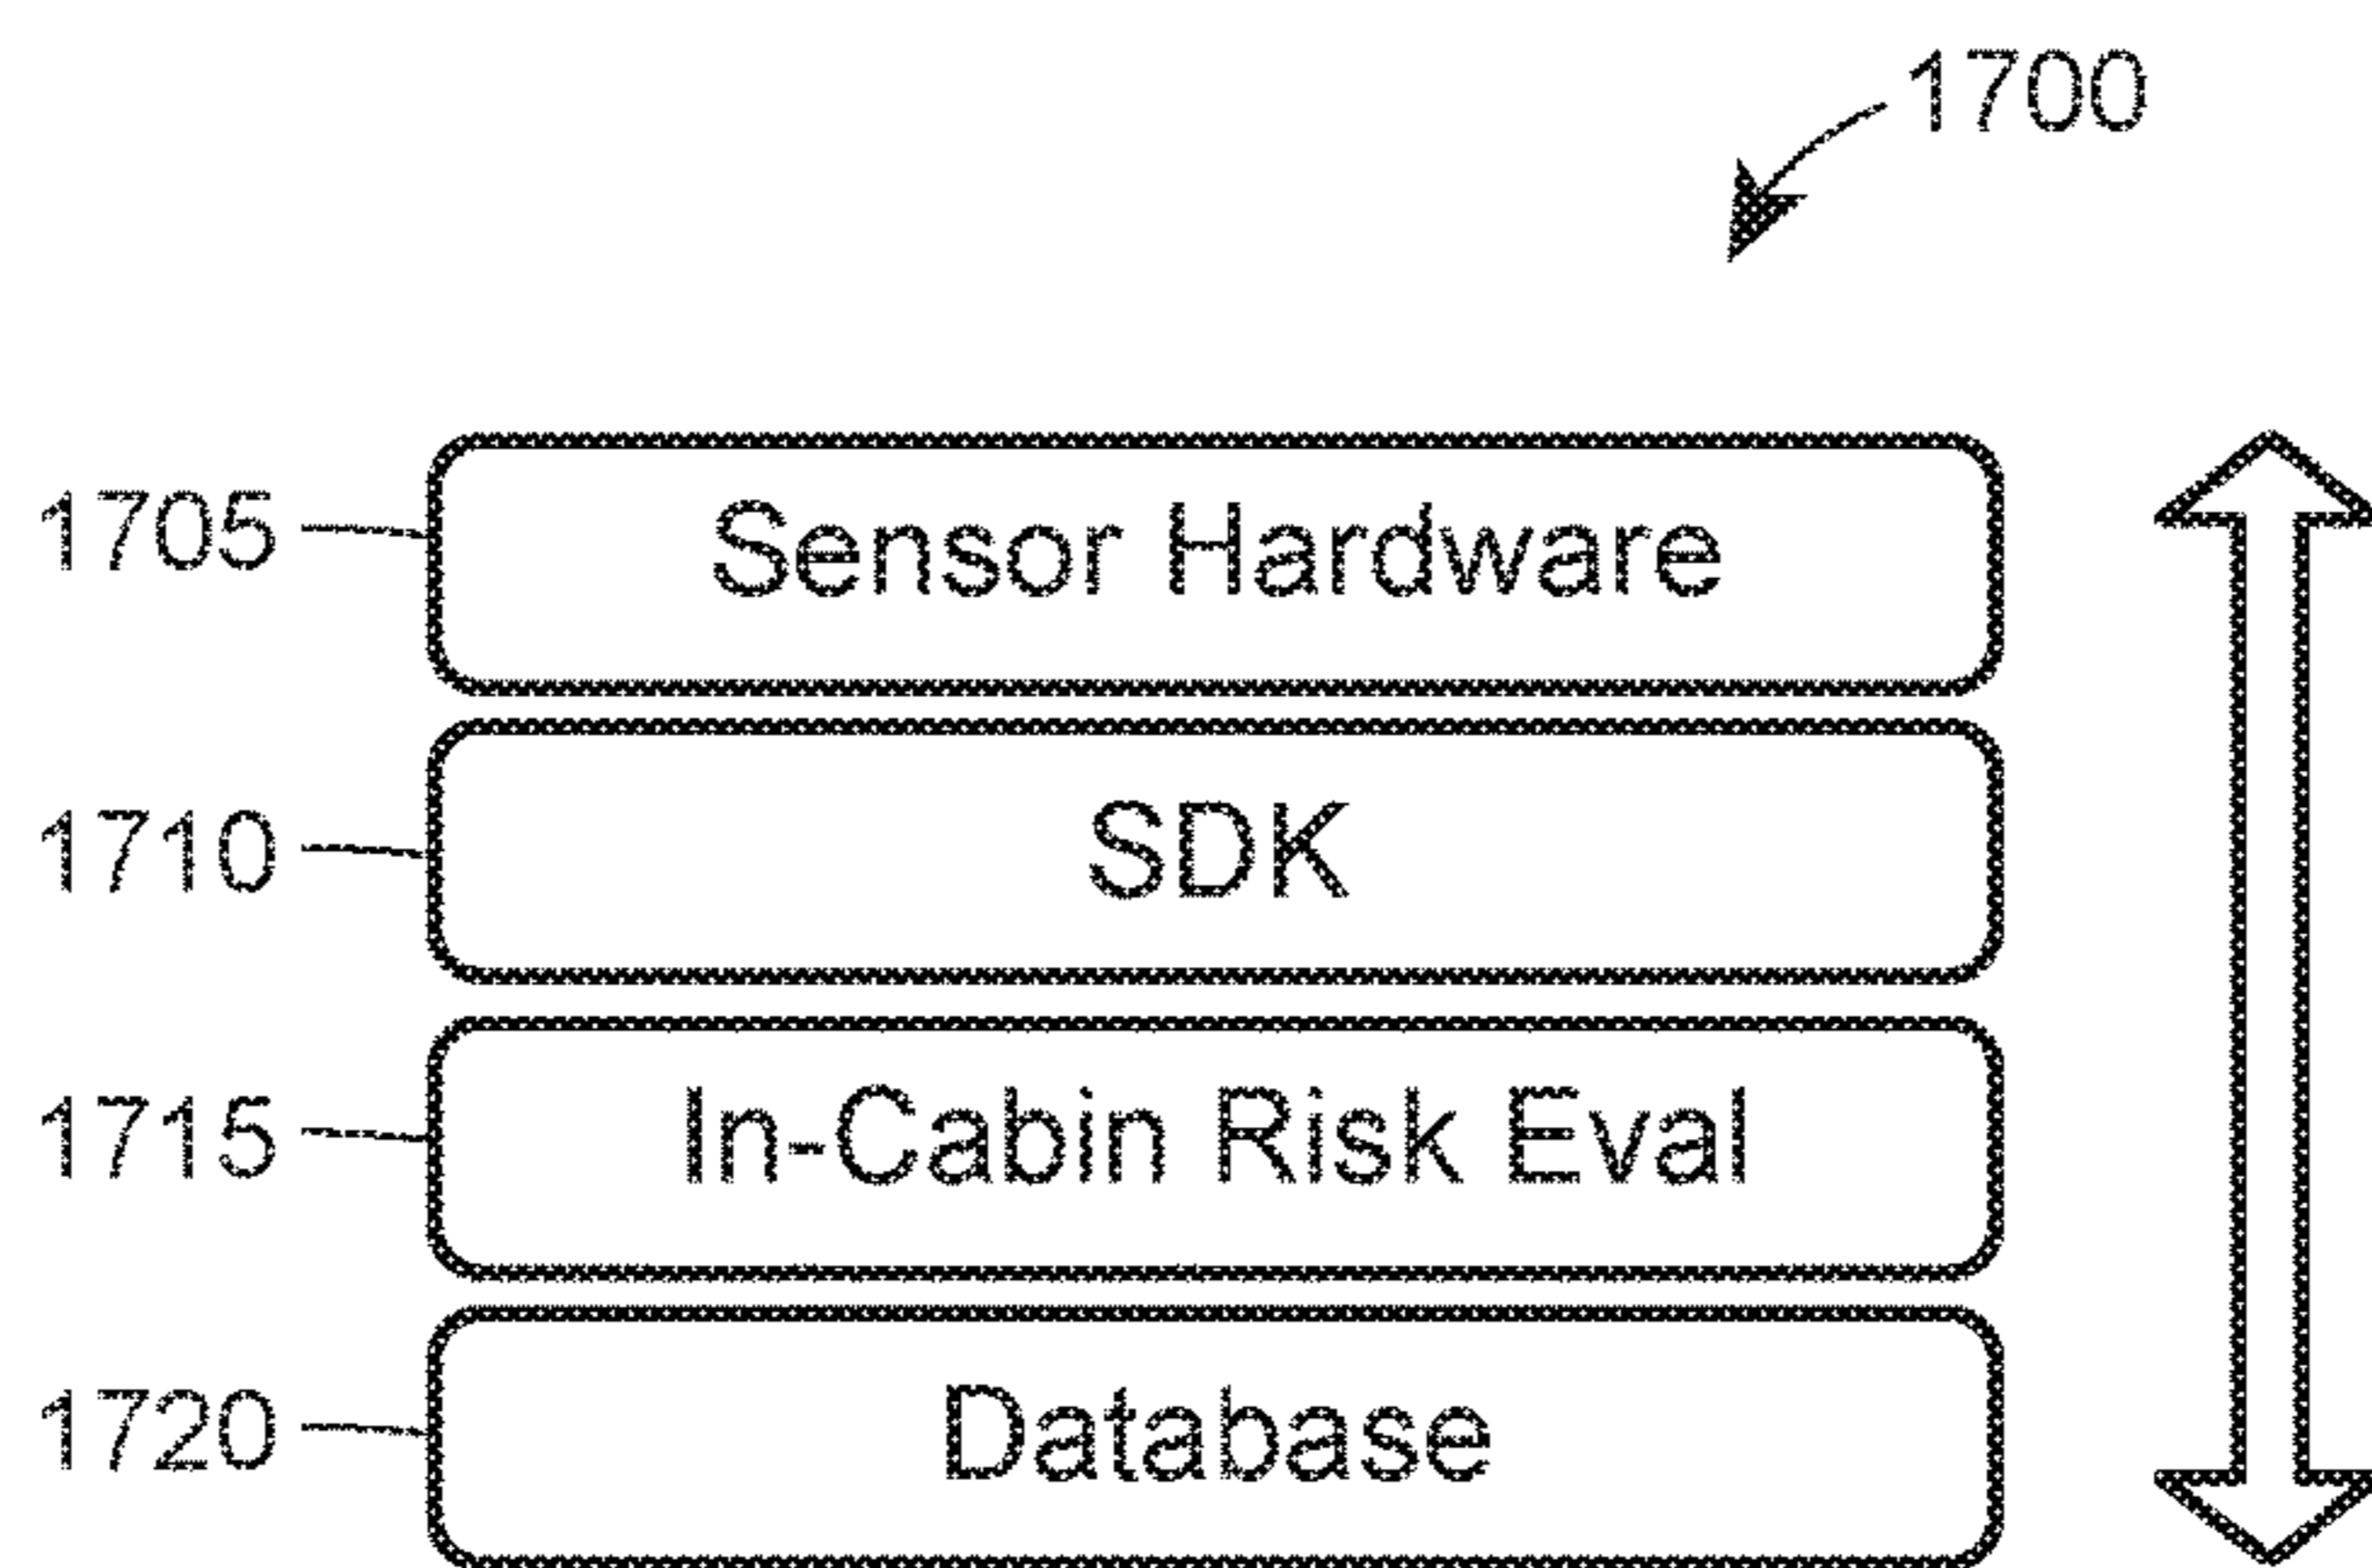 1700
1705 Sensor Hardware
1710 SDK
1715 In-Cabin Risk Eval
1720 Database